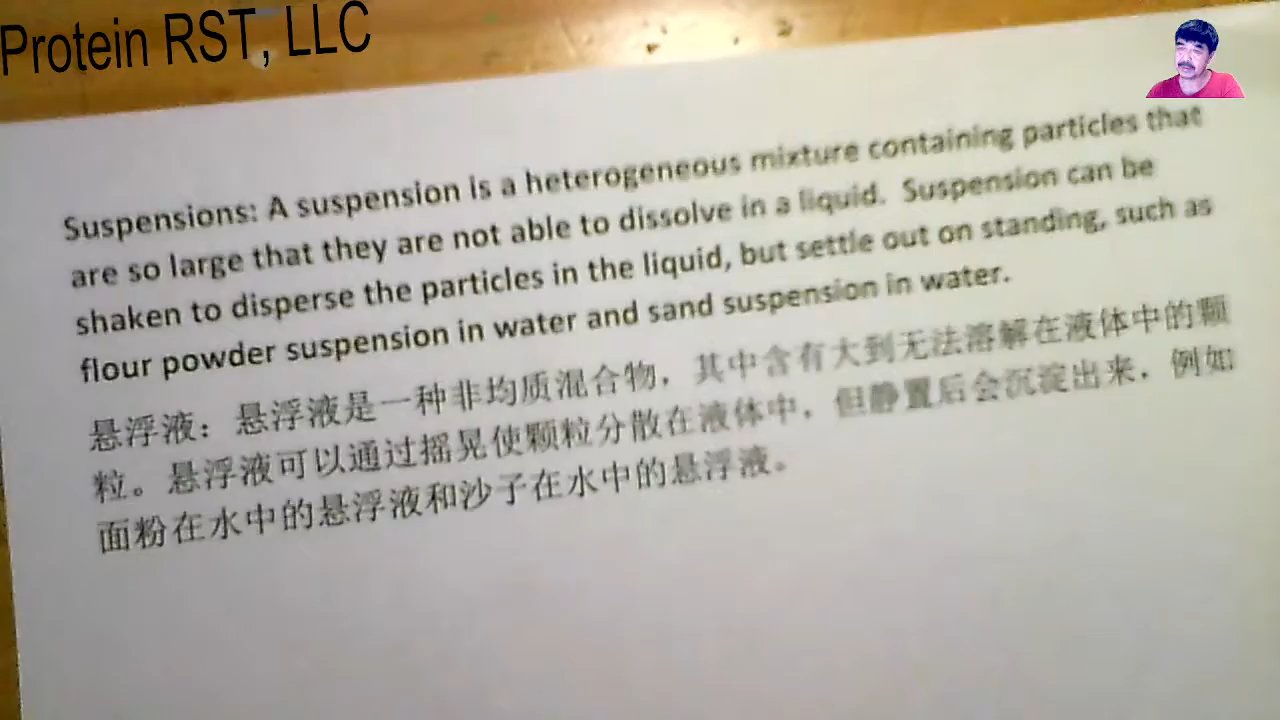 Protein RST, LLC
Suspensions: A suspension is a heterogeneous mixture containing particles that
are so large that they are not able to dissolve in a liquid. Suspension can be
shaken to disperse the particles in the liquid, but settle out on standing, such as
flour powder suspension in water and sand suspension in water.
悬浮液：悬浮液是一种非均质混合物，其中含有大到无法溶解在液体中的颗
粒。悬浮液可以通过摇晃使颗粒分散在液体中，但静置后会沉淀出来，例如
面粉在水中的悬浮液和沙子在水中的悬浮液。